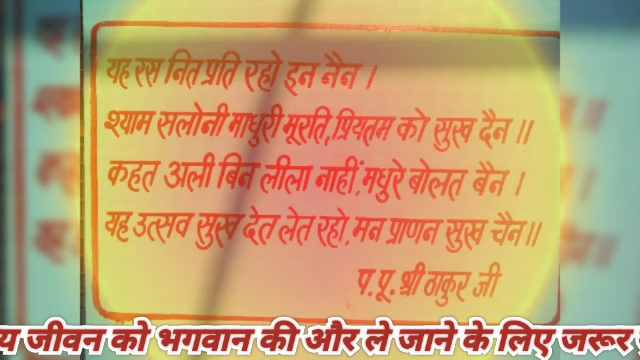 यह रस नित प्रति रहो इन नैन ।
श्याम सलोनी माधुरी मूरति, प्रियतम को सुख दैन ॥
कहत अली बिन लीला नाहीं, मधुरे बोलत बैन ।
यह उत्सव सुख देत लेत रहो, मन प्राणन सुख चैन ॥
प. पू. श्री ठाकुर जी
य जीवन को भगवान की और ले जाने के लिए जरूर